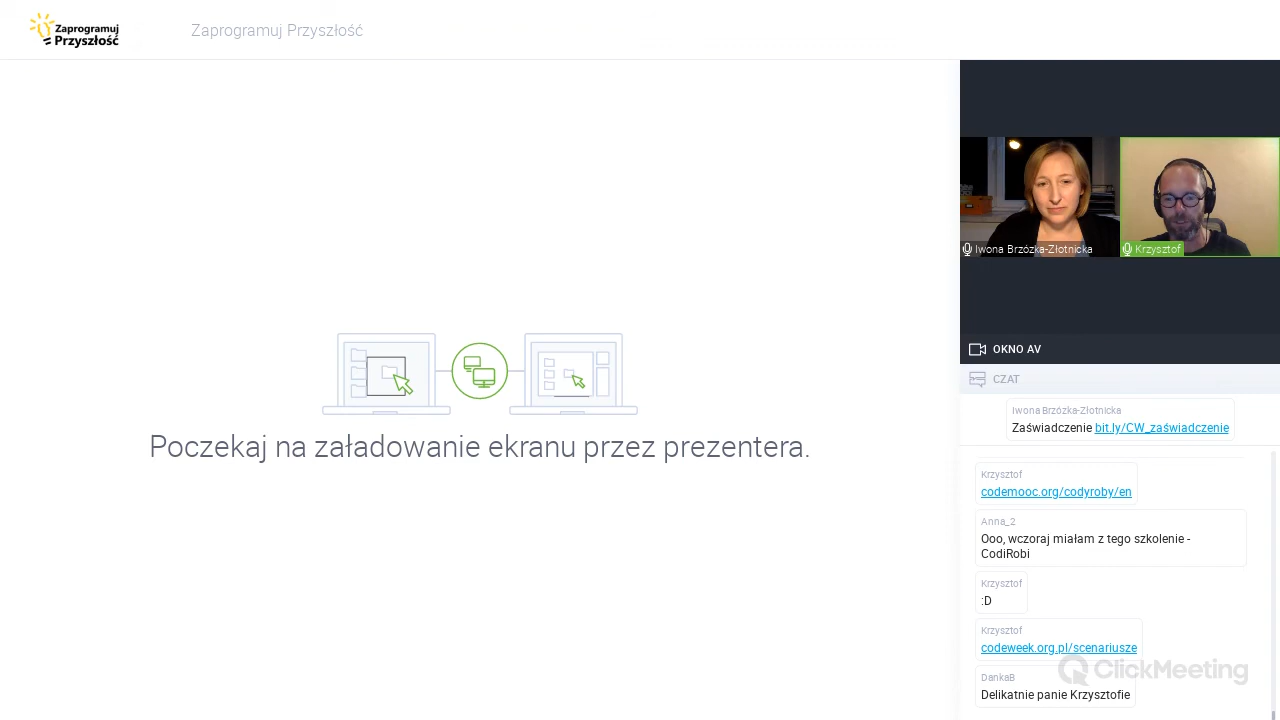 Zaprogramuj
Przyszłość
Zaprogramuj Przyszłość
Iwona Brzózka-Złotnicka
Krzysztof
OKNO AV
CZAT
Iwona Brzózka-Złotnicka
Zaświadczenie bit.ly/CW_zaświadczenie
Krzysztof
codemooc.org/codyroby/en
Anna_2
Ooo, wczoraj miałam z tego szkolenie -
CodiRobi
Krzysztof
:D
Krzysztof
codeweek.org.pl/scenariusze
DankaB
Delikatnie panie Krzysztofie
ClickMeeting
Poczekaj na załadowanie ekranu przez prezentera.